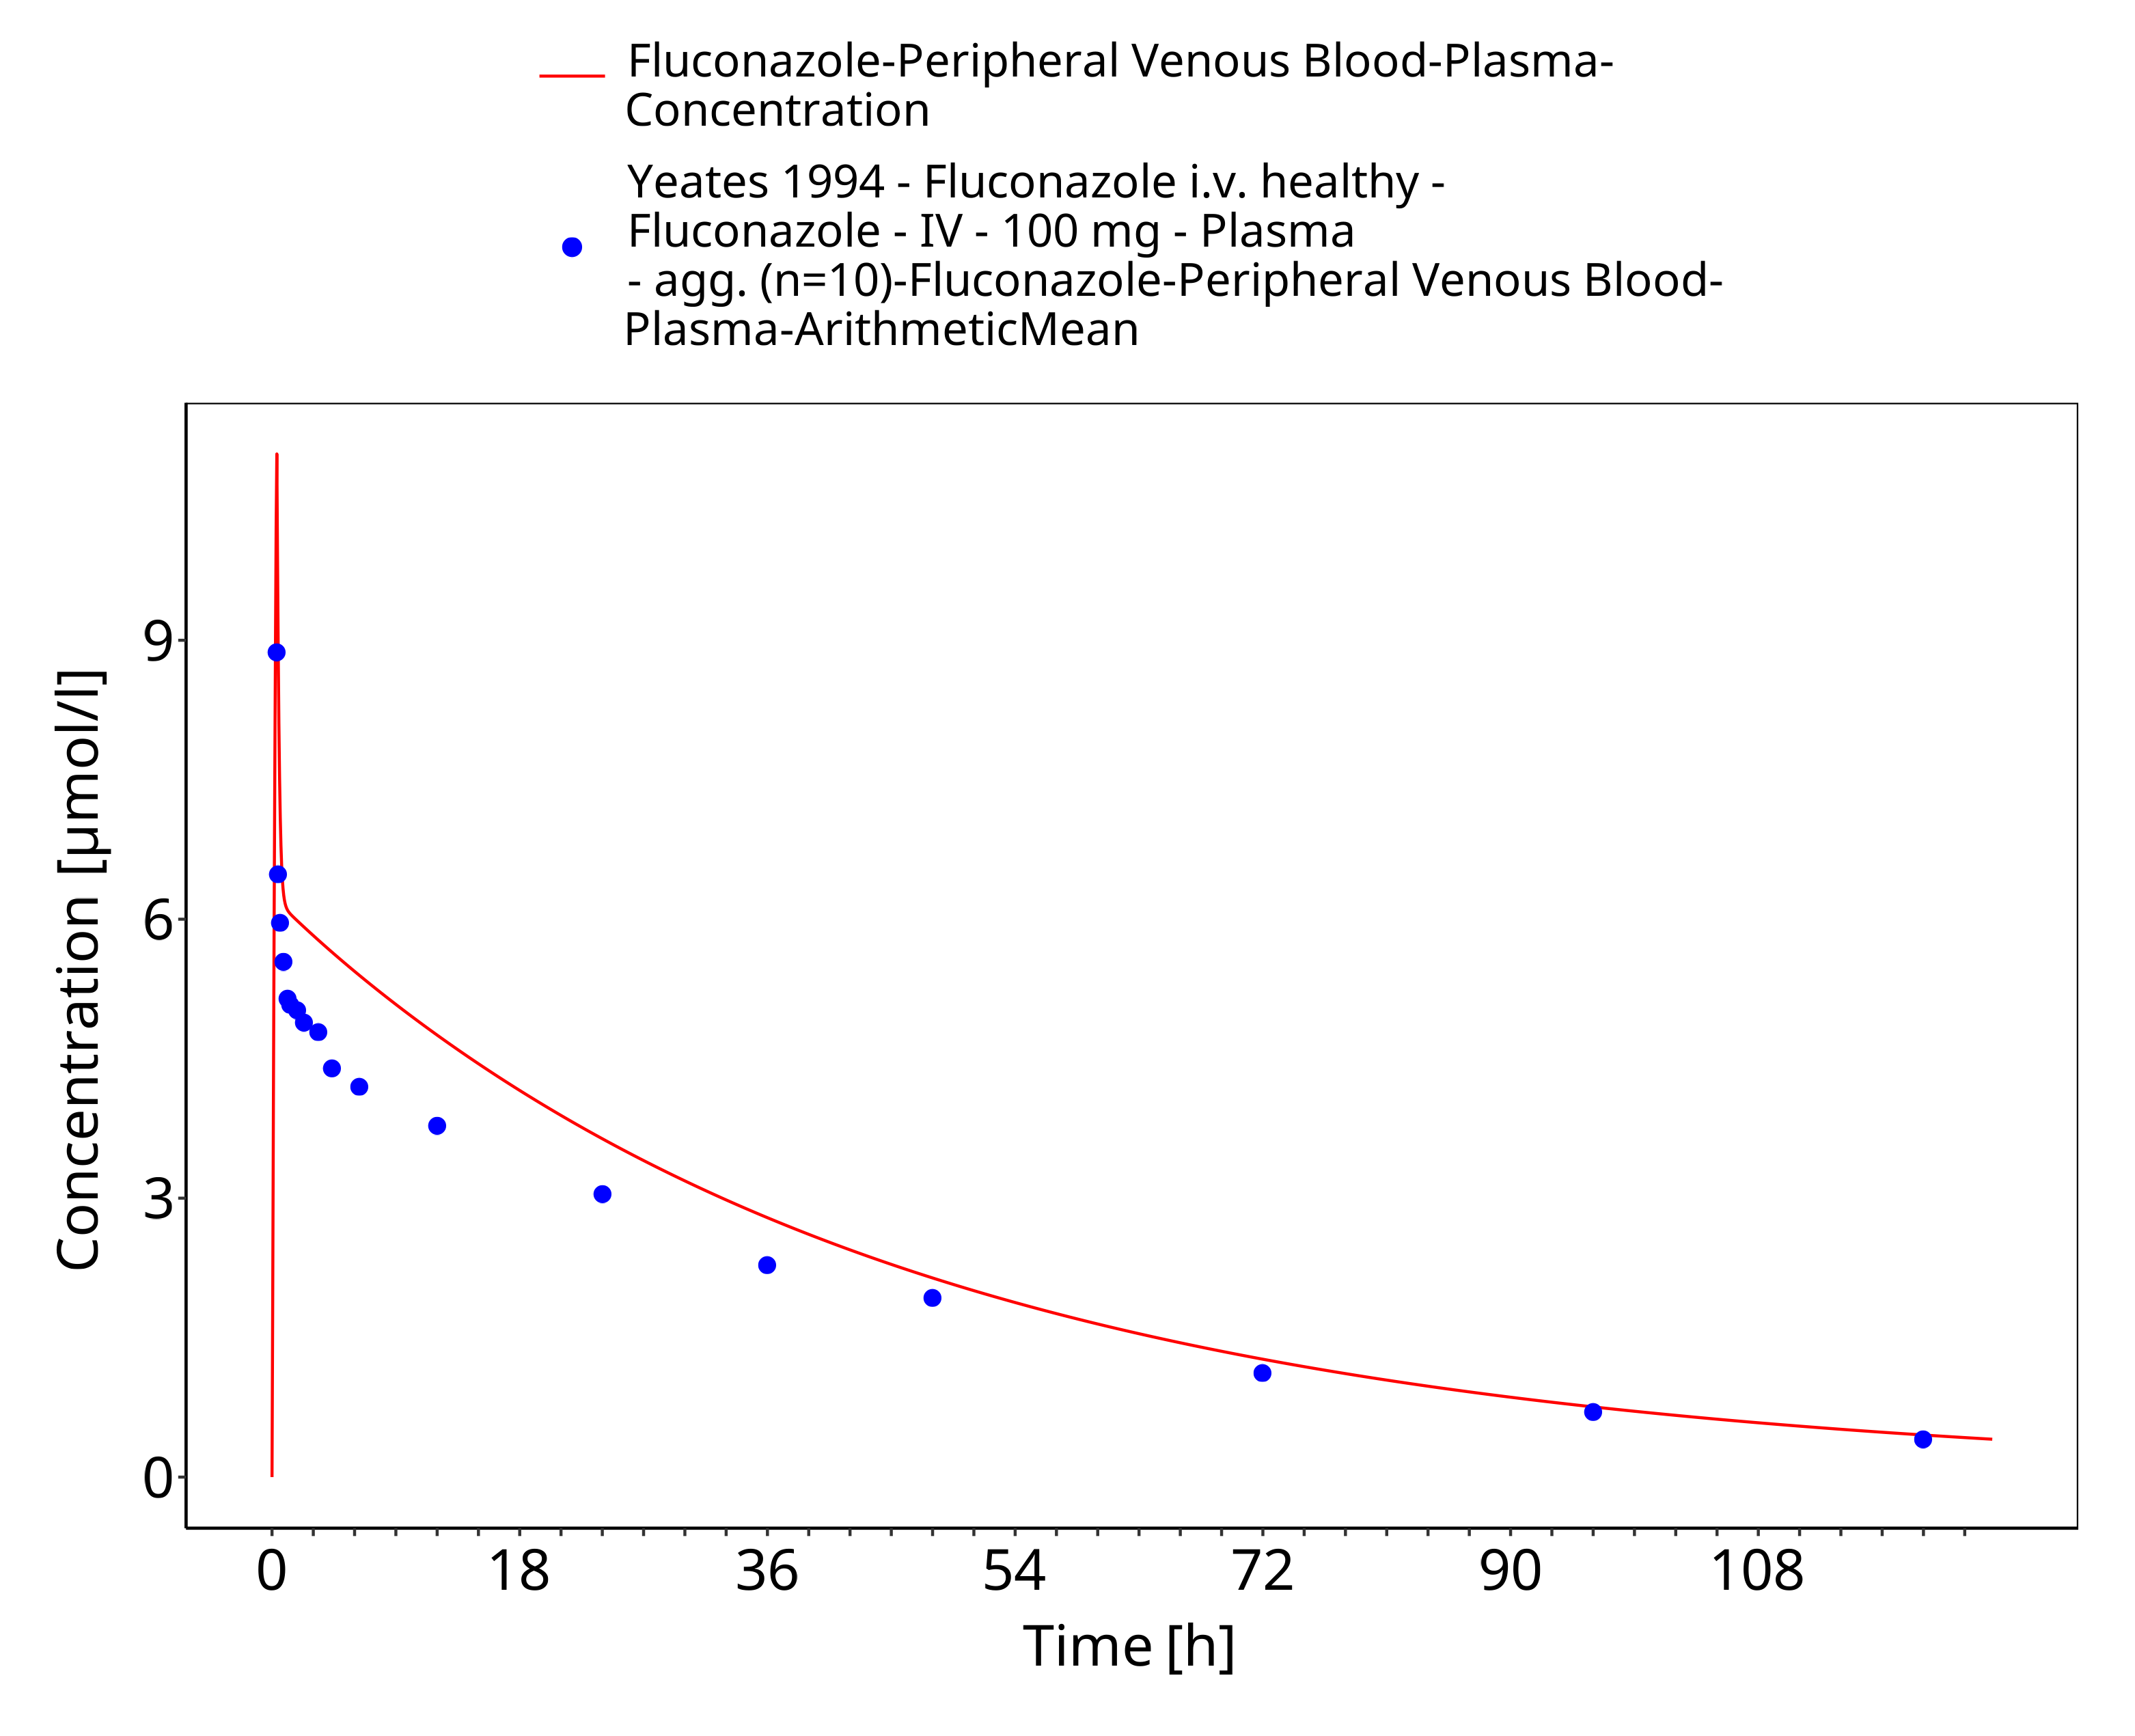 Fluconazole-Peripheral Venous Blood-Plasma-
Concentration
Yeates 1994 - Fluconazole i.v. healthy -
Fluconazole - IV - 100 mg - Plasma
- agg. (n=10)-Fluconazole-Peripheral Venous Blood-
Plasma-ArithmeticMean
Concentration [µmol/l]
9
6
3
0
0 18 36 54 72 90 108
Time [h]